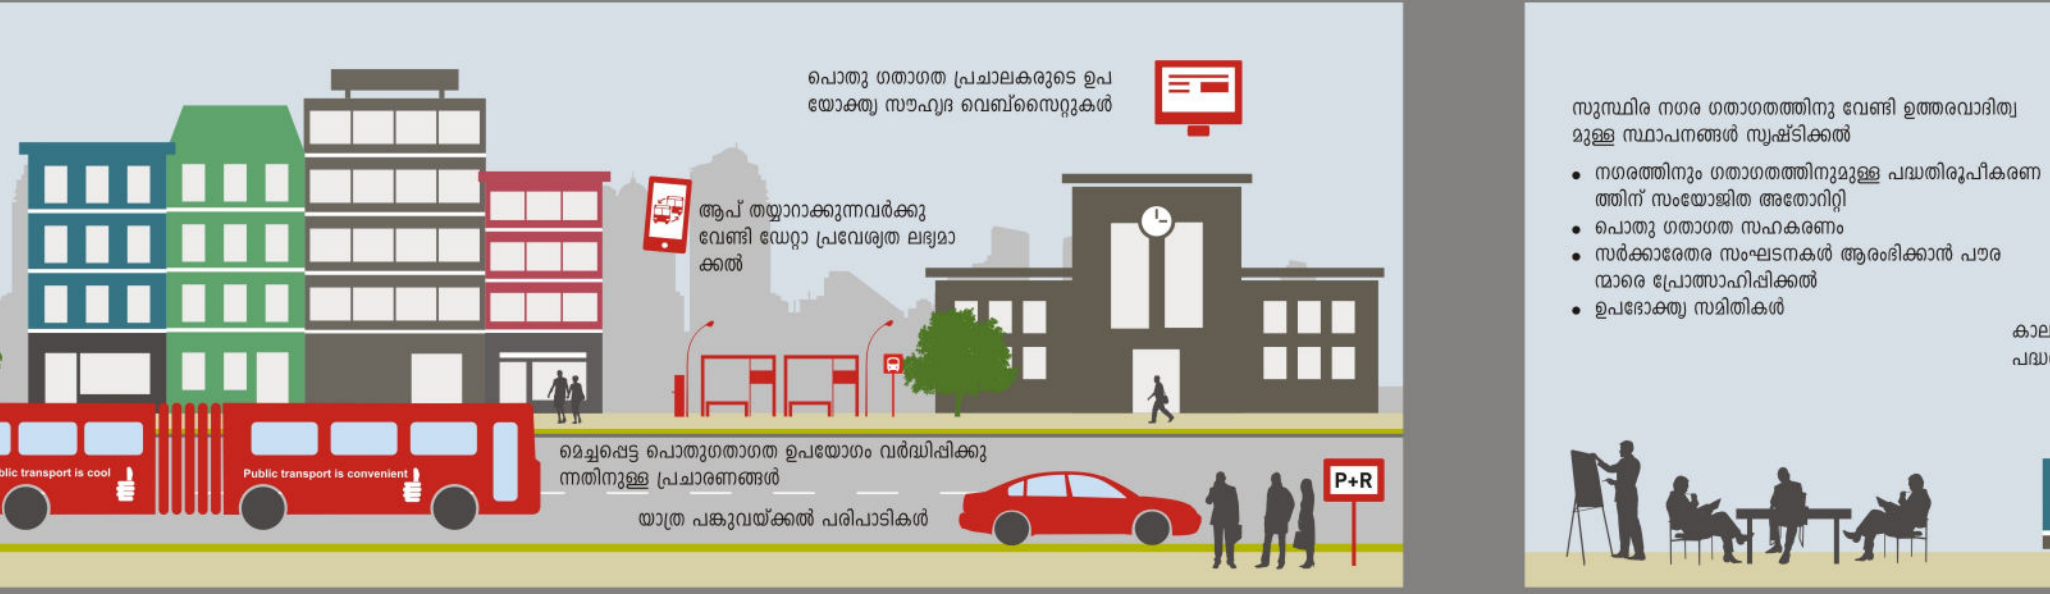 പൊതു ഗതാഗത പ്രചാലകരുടെ ഉപ
യോക്തൃ സൗഹൃദ വെബ്സൈറ്റുകൾ
ആപ് തയ്യാറാക്കുന്നവർക്കു
വേണ്ടി ഡേറ്റാ പ്രവേശ്യത ലഭ്യമാ
ക്കൽ
മെച്ചപ്പെട്ട പൊതുഗതാഗത ഉപയോഗം വർദ്ധിപ്പിക്കു
ന്നതിനുള്ള പ്രചാരണങ്ങൾ
യാത്ര പങ്കുവയ്ക്കൽ പരിപാടികൾ
transport is cool
Public transport is convenient
P+R
സുസ്ഥിര നഗര ഗതാഗതത്തിനു വേണ്ടി ഉത്തരവാദിത്വ
മുള്ള സ്ഥാപനങ്ങൾ സൃഷ്ടിക്കൽ
• നഗരത്തിനും ഗതാഗതത്തിനുമുള്ള പദ്ധതിരൂപീകരണ
ത്തിന് സംയോജിത അതോറിറ്റി
• പൊതു ഗതാഗത സഹകരണം
• സർക്കാരേതര സംഘടനകൾ ആരംഭിക്കാൻ പൗര
ന്മാരെ പ്രോത്സാഹിപ്പിക്കൽ
• ഉപഭോക്തൃ സമിതികൾ